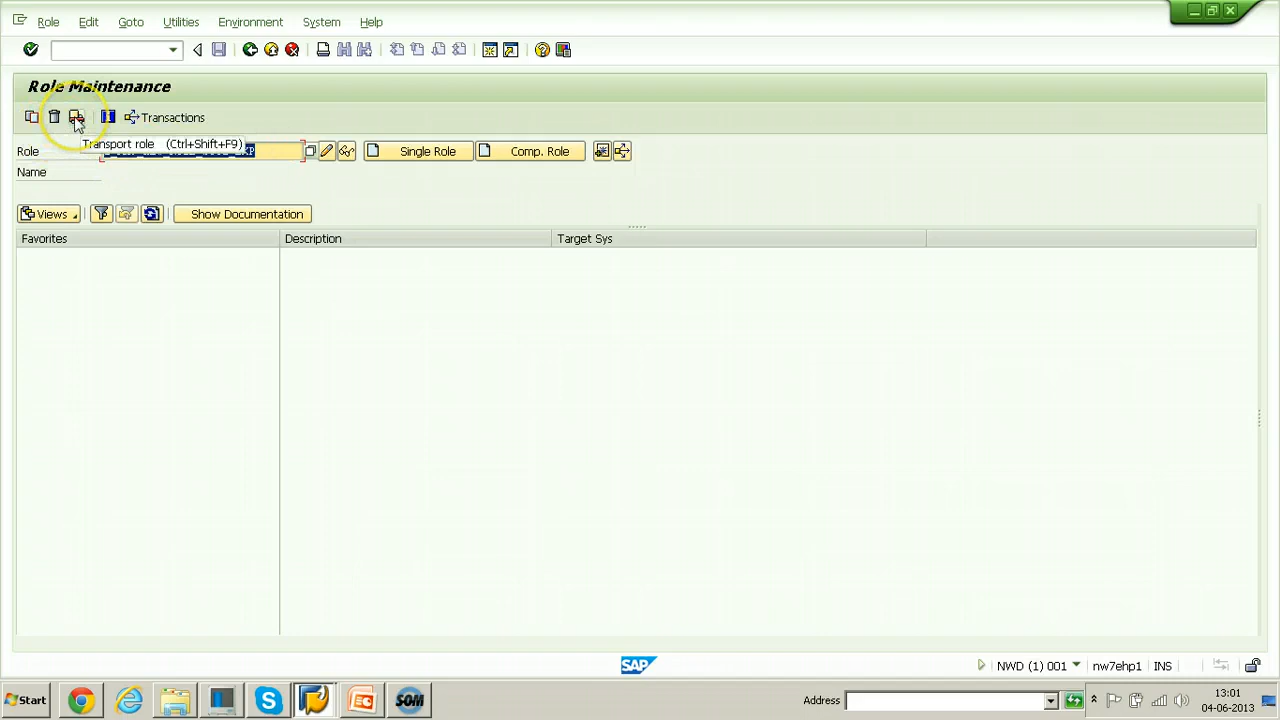 Role Edit Goto Utilities Environment System Help
Role Maintenance
Transactions
Transport role (Ctrl+Shift+F9)
Role Single Role Comp. Role
Name
Views Show Documentation
Favorites Description Target Sys
SAP NWD (1) 001 nw7ehp1 INS
Start SOM Address 13:01
04-06-2013